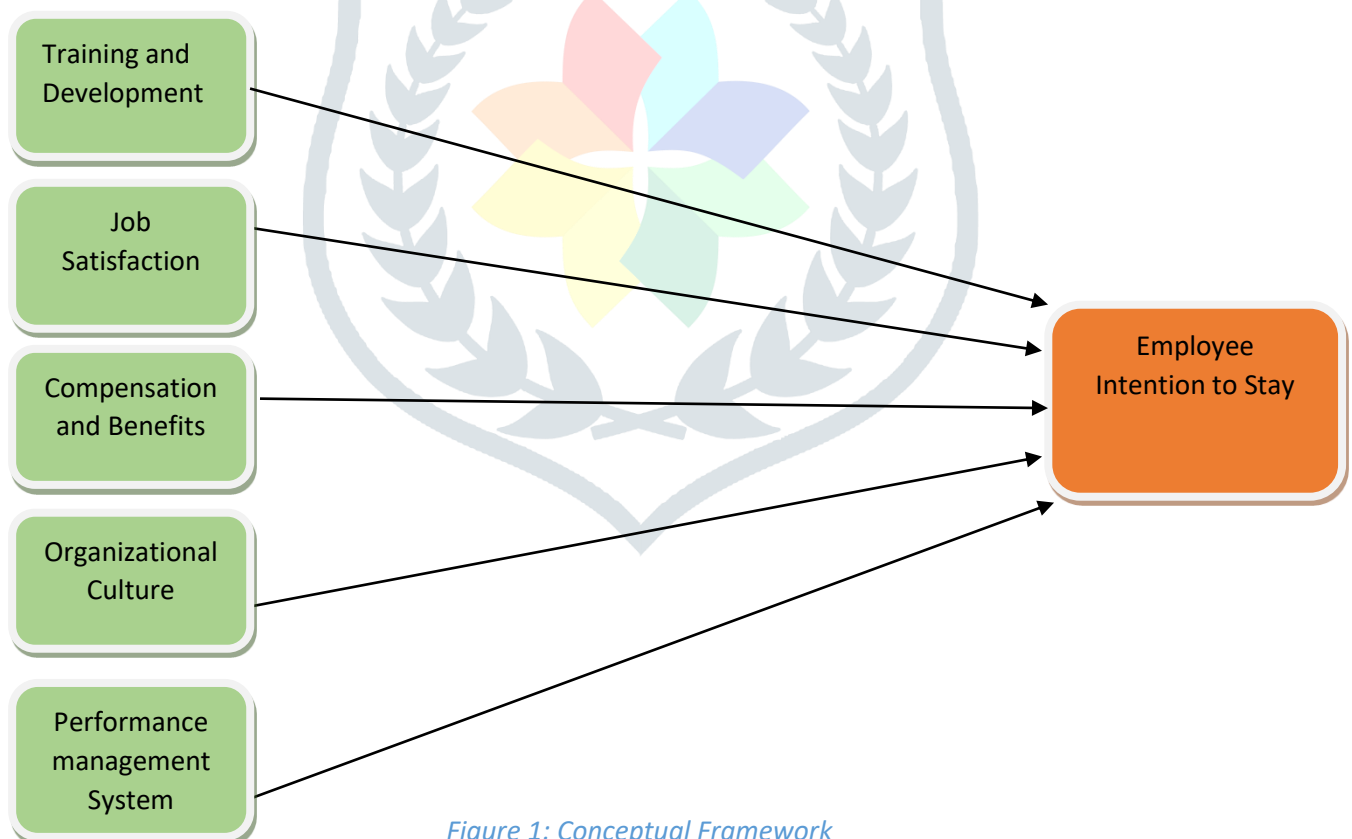 Training and
Development
Job
Satisfaction
Compensation
and Benefits
Organizational
Culture
Performance
management
System
Employee
Intention to Stay
Figure 1: Conceptual Framework